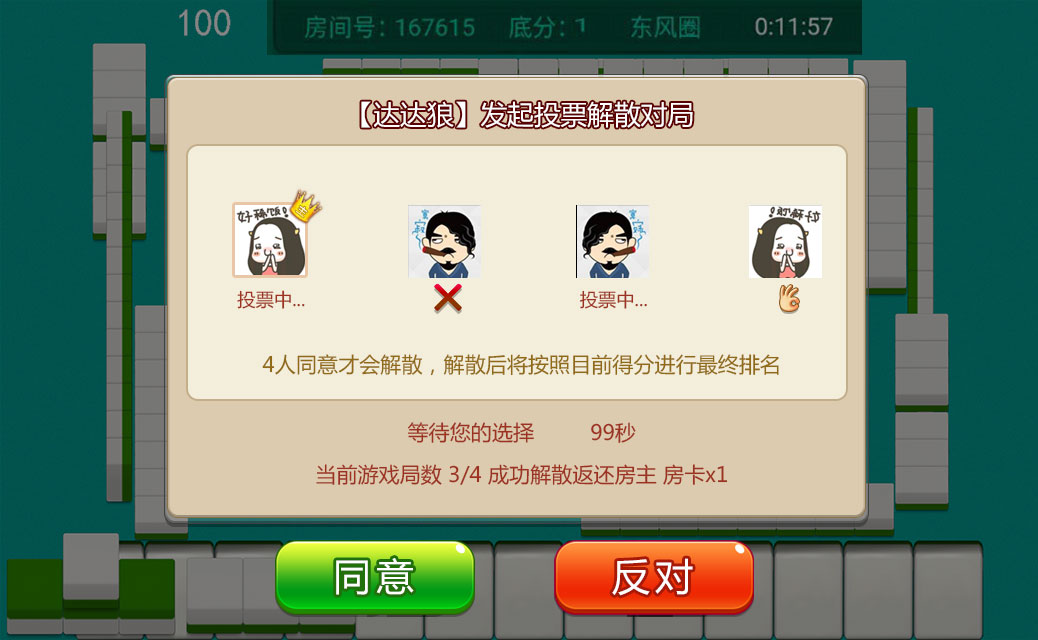 100
房间号：167615 底分：1 东风圈 0:11:57
【达达狼】发起投票解散对局
投票中...
投票中...
4人同意才会解散，解散后将按照目前得分进行最终排名
等待您的选择 99秒
当前游戏局数 3/4 成功解散返还房主 房卡x1
同意 反对